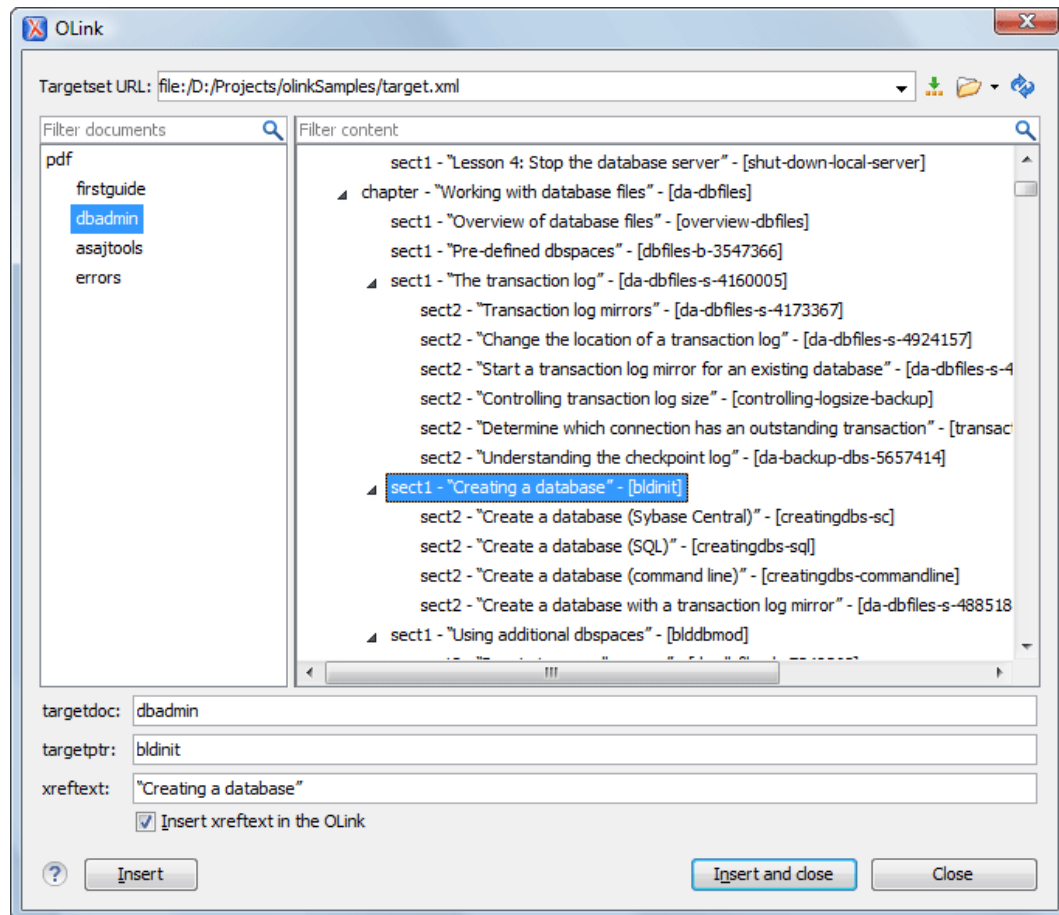 OLink
Targetset URL: file:/D:/Projects/olinkSamples/target.xml
Filter documents
Filter content
pdf
firstguide
dbadmin
asajtools
errors
sect1 - "Lesson 4: Stop the database server" - [shut-down-local-server]
chapter - "Working with database files" - [da-dbfiles]
sect1 - "Overview of database files" - [overview-dbfiles]
sect1 - "Pre-defined dbspaces" - [dbfiles-b-3547366]
sect1 - "The transaction log" - [da-dbfiles-s-4160005]
sect2 - "Transaction log mirrors" - [da-dbfiles-s-4173367]
sect2 - "Change the location of a transaction log" - [da-dbfiles-s-4924157]
sect2 - "Start a transaction log mirror for an existing database" - [da-dbfiles-s-4
sect2 - "Controlling transaction log size" - [controlling-logsize-backup]
sect2 - "Determine which connection has an outstanding transaction" - [transact
sect2 - "Understanding the checkpoint log" - [da-backup-dbs-5657414]
sect1 - "Creating a database" - [bldinit]
sect2 - "Create a database (Sybase Central)" - [creatingdbs-sc]
sect2 - "Create a database (SQL)" - [creatingdbs-sql]
sect2 - "Create a database (command line)" - [creatingdbs-commandline]
sect2 - "Create a database with a transaction log mirror" - [da-dbfiles-s-488518
sect1 - "Using additional dbspaces" - [blddbmod]
targetdoc: dbadmin
targetptr: bldinit
xreftext: "Creating a database"
Insert xreftext in the OLink
? Insert Insert and close Close